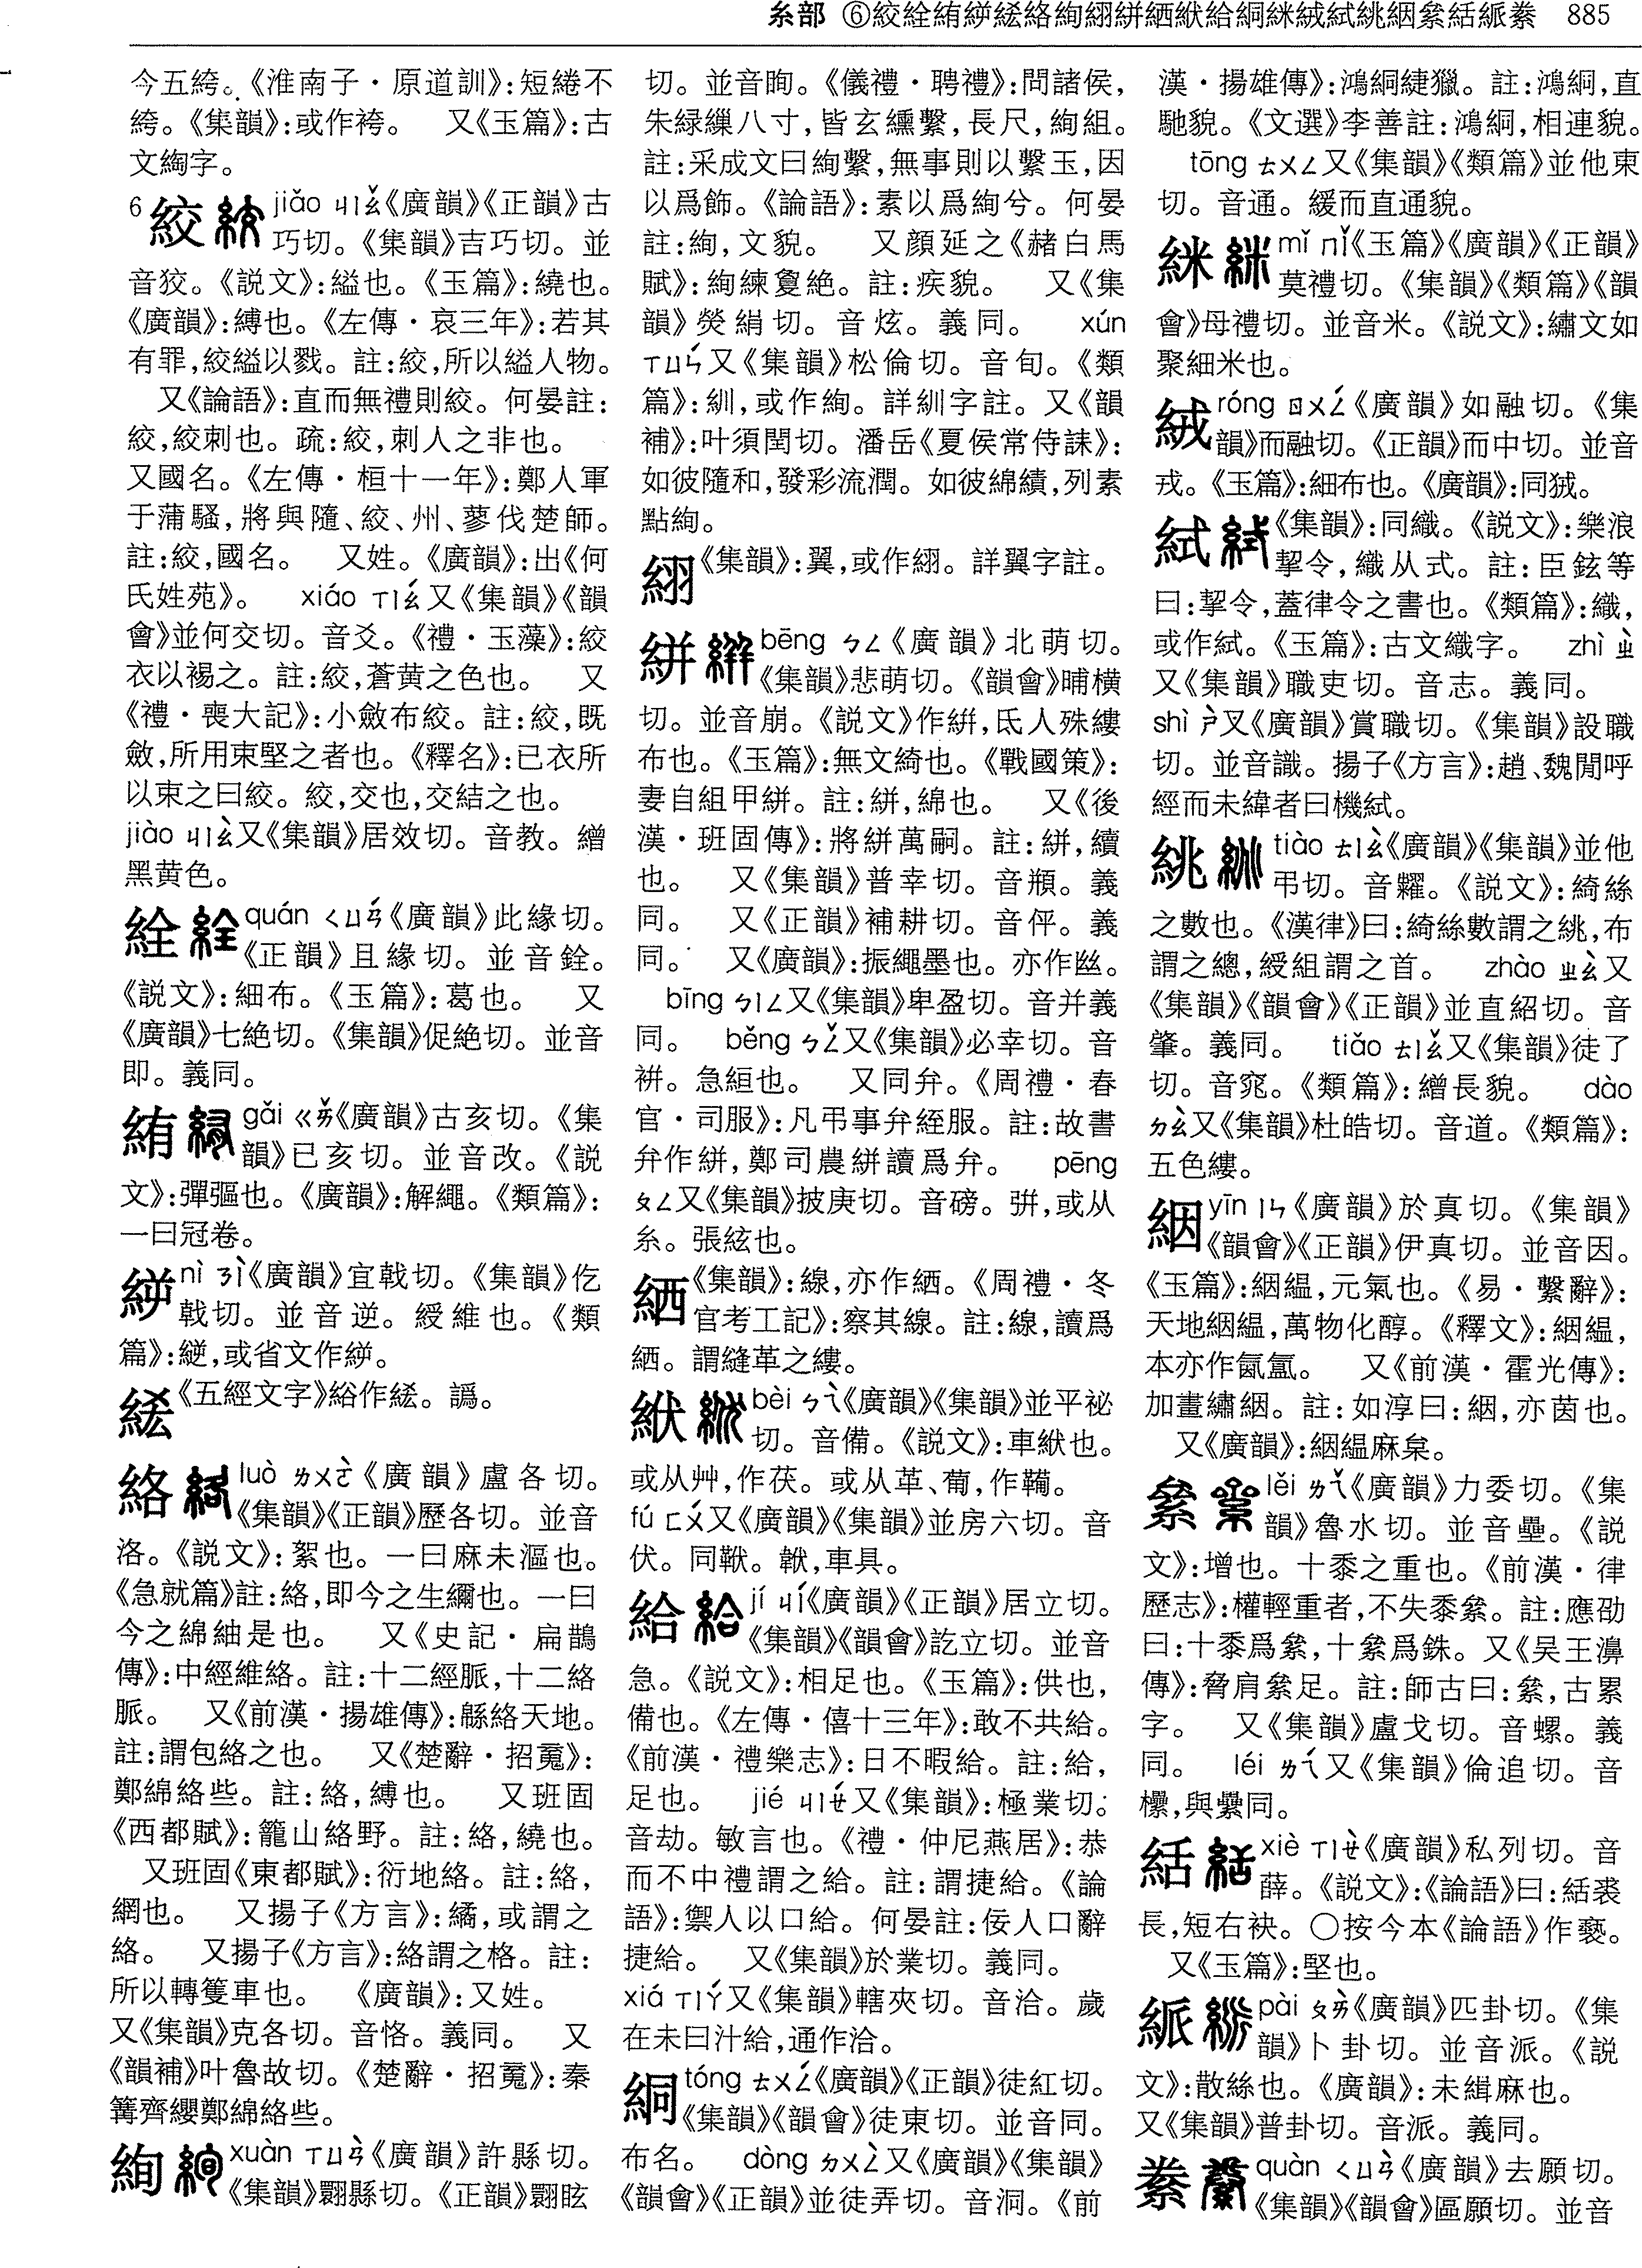 糸部 ⑥絞絟絠綊絫絡絢𦀌絣絤紱給絧絲絨紴絩絪絫絬紙絭 885
今五絝。《淮南子·原道訓》:短綣不
絝。《集韻》:或作袴。 又《玉篇》:古
文絢字。
6 絞 jiǎo ㄐㄧㄠˇ《廣韻》《正韻》古
巧切。《集韻》吉巧切。並
音狡。《説文》:縊也。《玉篇》:繞也。
《廣韻》:縛也。《左傳·哀三年》:若其
有罪,絞縊以戮。註:絞,所以縊人物。
又《論語》:直而無禮則絞。何晏註:
絞,絞刺也。疏:絞,刺人之非也。
又國名。《左傳·桓十一年》:鄭人軍
于蒲騷,將與隨、絞、州、蓼伐楚師。
註:絞,國名。 又姓。《廣韻》:出《何
氏姓苑》。 xiáo ㄒㄧㄠˊ又《集韻》《韻
會》並何交切。音爻。《禮·玉藻》:絞
衣以裼之。註:絞,蒼黄之色也。 又
《禮·喪大記》:小斂布絞。註:絞,既
斂,所用束堅之者也。《釋名》:已衣所
以束之曰絞。絞,交也,交結之也。
jiào ㄐㄧㄠˋ又《集韻》居效切。音教。繒
黑黄色。
絟 quán ㄑㄩㄢˊ《廣韻》此緣切。
《正韻》且緣切。並音銓。
《説文》:細布。《玉篇》:葛也。 又
《廣韻》七絶切。《集韻》促絶切。並音
即。義同。
絠 gǎi ㄍㄞˇ《廣韻》古亥切。《集
韻》已亥切。並音改。《説
文》:彈彄也。《廣韻》:解繩。《類篇》:
一曰冠卷。
nì ㄋㄧˋ《廣韻》宜戟切。《集韻》仡
戟切。並音逆。綬維也。《類
篇》:縌,或省文作。
《五經文字》綌作。譌。
絡 luò ㄌㄨㄛˋ《廣韻》盧各切。
《集韻》《正韻》歷各切。並音
洛。《説文》:絮也。一曰麻未漚也。
《急就篇》註:絡,即今之生緰也。一曰
今之綿紬是也。 又《史記·扁鵲
傳》:中經維絡。註:十二經脈,十二絡
脈。 又《前漢·揚雄傳》:緜絡天地。
註:謂包絡之也。 又《楚辭·招䰟》:
鄭綿絡些。註:絡,縛也。 又班固
《西都賦》:籠山絡野。註:絡,繞也。
又班固《東都賦》:衍地絡。註:絡,
網也。 又揚子《方言》:繘,或謂之
絡。 又揚子《方言》:絡謂之格。註:
所以轉籰車也。 《廣韻》:又姓。
又《集韻》克各切。音恪。義同。 又
《韻補》叶魯故切。《楚辭·招䰟》:秦
篝齊纓鄭綿絡些。
絢 xuàn ㄒㄩㄢˋ《廣韻》許縣切。
《集韻》翾縣切。《正韻》翾眩
切。並音眴。《儀禮·聘禮》:問諸侯,
朱緑繅八寸,皆玄纁繫,長尺,絢組。
註:采成文曰絢繫,無事則以繫玉,因
以爲飾。《論語》:素以爲絢兮。何晏
註:絢,文貌。 又顔延之《赭白馬
賦》:絢練夐絶。註:疾貌。 又《集
韻》熒絹切。音炫。義同。 xún
ㄒㄩㄣˊ又《集韻》松倫切。音旬。《類
篇》:紃,或作絢。詳紃字註。又《韻
補》:叶須閏切。潘岳《夏侯常侍誄》:
如彼隨和,發彩流潤。如彼綿繢,列素
點絢。
《集韻》:翼,或作。詳翼字註。
絣 bēng ㄅㄥ《廣韻》北萌切。
《集韻》悲萌切。《韻會》晡横
切。並音崩。《説文》作絣,氐人殊縷
布也。《玉篇》:無文綺也。《戰國策》:
妻自組甲絣。註:絣,綿也。 又《後
漢·班固傳》:將絣萬嗣。註:絣,續
也。 又《集韻》普幸切。音頩。義
同。 又《正韻》補耕切。音伻。義
同。 又《廣韻》:振繩墨也。亦作𢆸。
bīng ㄅㄧㄥ又《集韻》卑盈切。音并義
同。 běng ㄅㄥˇ又《集韻》必幸切。音
𥙷。急絙也。 又同弁。《周禮·春
官·司服》:凡弔事弁絰服。註:故書
弁作絣,鄭司農絣讀爲弁。 pēng
ㄆㄥ又《集韻》披庚切。音磅。弸,或从
糸。張絃也。
絤 《集韻》:線,亦作絤。《周禮·冬
官考工記》:察其線。註:線,讀爲
絤。謂縫革之縷。
絥 bèi ㄅㄟˋ《廣韻》《集韻》並平祕
切。音備。《説文》:車絥也。
或从艸,作茯。或从革、葡,作鞴。
fú ㄈㄨˊ又《廣韻》《集韻》並房六切。音
伏。同鞁。鞁,車具。
給 jí ㄐㄧˊ《廣韻》《正韻》居立切。
《集韻》《韻會》訖立切。並音
急。《説文》:相足也。《玉篇》:供也,
備也。《左傳·僖十三年》:敢不共給。
《前漢·禮樂志》:日不暇給。註:給,
足也。 jié ㄐㄧㄝˊ又《集韻》:極業切。
音劫。敏言也。《禮·仲尼燕居》:恭
而不中禮謂之給。註:謂捷給。《論
語》:禦人以口給。何晏註:佞人口辭
捷給。 又《集韻》於業切。義同。
xiá ㄒㄧㄚˊ又《集韻》轄夾切。音洽。歲
在未曰汁給,通作洽。
絧 tóng ㄊㄨㄥˊ《廣韻》《正韻》徒紅切。
《集韻》《韻會》徒東切。並音同。
布名。 dòng ㄉㄨㄥˋ又《廣韻》《集韻》
《韻會》《正韻》並徒弄切。音洞。《前
漢·揚雄傳》:鴻絧緁獵。註:鴻絧,直
馳貌。《文選》李善註:鴻絧,相連貌。
tōng ㄊㄨㄥ又《集韻》《類篇》並他東
切。音通。緩而直通貌。
絊 mǐ ㄇㄧˇ《玉篇》《廣韻》《正韻》
莫禮切。《集韻》《類篇》《韻
會》母禮切。並音米。《説文》:繡文如
聚細米也。
絨 róng ㄖㄨㄥˊ《廣韻》如融切。《集
韻》而融切。《正韻》而中切。並音
戎。《玉篇》:細布也。《廣韻》:同㲨。
紩 《集韻》:同織。《説文》:樂浪
挈令,織从式。註:臣鉉等
曰:挈令,蓋律令之書也。《類篇》:織,
或作䋐。《玉篇》:古文織字。 zhì ㄓˋ
又《集韻》職吏切。音志。義同。
shì ㄕˋ又《廣韻》賞職切。《集韻》設職
切。並音識。揚子《方言》:趙、魏閒呼
經而未緯者曰機䋐。
絩 tiào ㄊㄧㄠˋ《廣韻》《集韻》並他
弔切。音糶。《説文》:綺絲
之數也。《漢律》曰:綺絲數謂之絩,布
謂之總,綬組謂之首。 zhào ㄓㄠˋ又
《集韻》《韻會》《正韻》並直紹切。音
肇。義同。 tiǎo ㄊㄧㄠˇ又《集韻》徒了
切。音窕。《類篇》:繒長貌。 dào
ㄉㄠˋ又《集韻》杜皓切。音道。《類篇》:
五色縷。
絪 yīn ㄧㄣ《廣韻》於真切。《集韻》
《韻會》《正韻》伊真切。並音因。
《玉篇》:絪緼,元氣也。《易·繫辭》:
天地絪緼,萬物化醇。《釋文》:絪緼,
本亦作氤氲。 又《前漢·霍光傳》:
加畫繡絪。註:如淳曰:絪,亦茵也。
又《廣韻》:絪緼麻枲。
絫 lěi ㄌㄟˇ《廣韻》力委切。《集
韻》魯水切。並音壘。《説
文》:增也。十黍之重也。《前漢·律
歷志》:權輕重者,不失黍絫。註:應劭
曰:十黍爲絫,十絫爲銖。又《吴王濞
傳》:脅肩絫足。註:師古曰:絫,古累
字。 又《集韻》盧戈切。音螺。義
同。 léi ㄌㄟˊ又《集韻》倫追切。音
欙,與纍同。
絬 xiè ㄒㄧㄝˋ《廣韻》私列切。音
薛。《説文》:《論語》曰:絬裘
長,短右袂。○按今本《論語》作褻。
又《玉篇》:堅也。
𥿯 pài ㄆㄞˋ《廣韻》匹卦切。《集
韻》卜卦切。並音派。《説
文》:散絲也。《廣韻》:未緝麻也。
又《集韻》普卦切。音派。義同。
絭 quàn ㄑㄩㄢˋ《廣韻》去願切。
《集韻》《韻會》區願切。並音